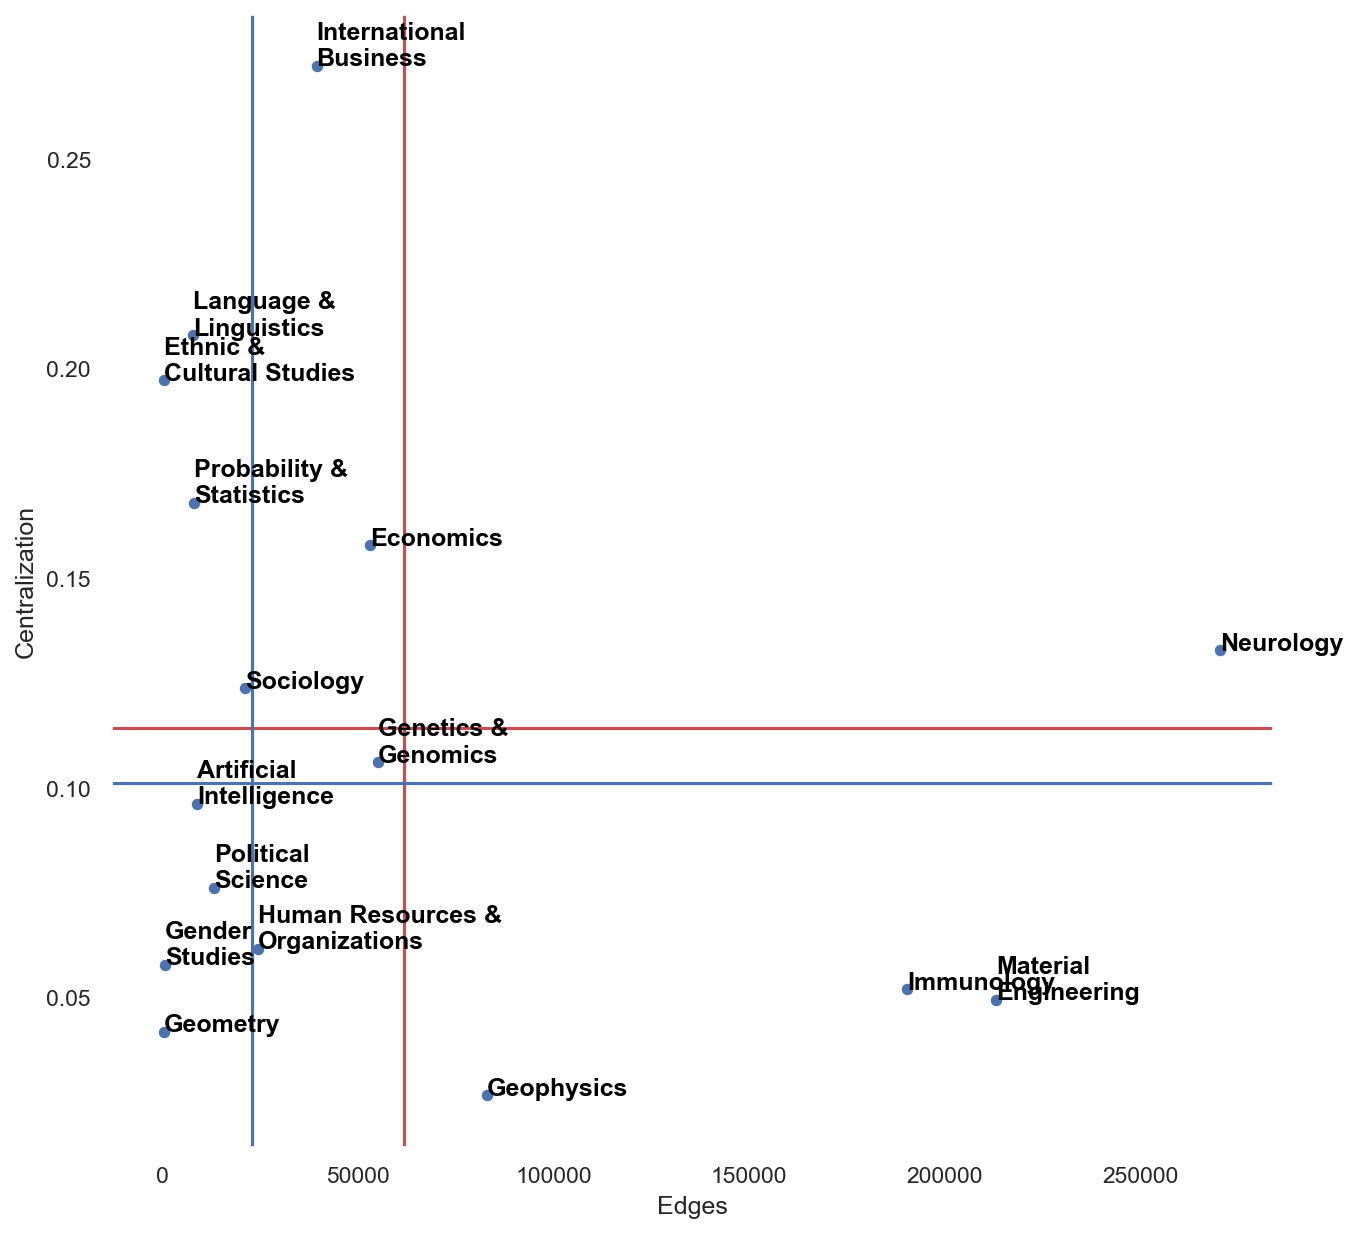 International
Business
0.25
Language &
Linguistics
Ethnic &
Cultural Studies
0.20
Probability &
Statistics
Economics
0.15
Centralization
Neurology
Sociology
Genetics &
Genomics
Artificial
Intelligence
0.10
Political
Science
Human Resources &
Organizations
Gender
Studies
Material
Engineering
Immunology
0.05
Geometry
Geophysics
0
50000
100000
150000
200000
250000
Edges